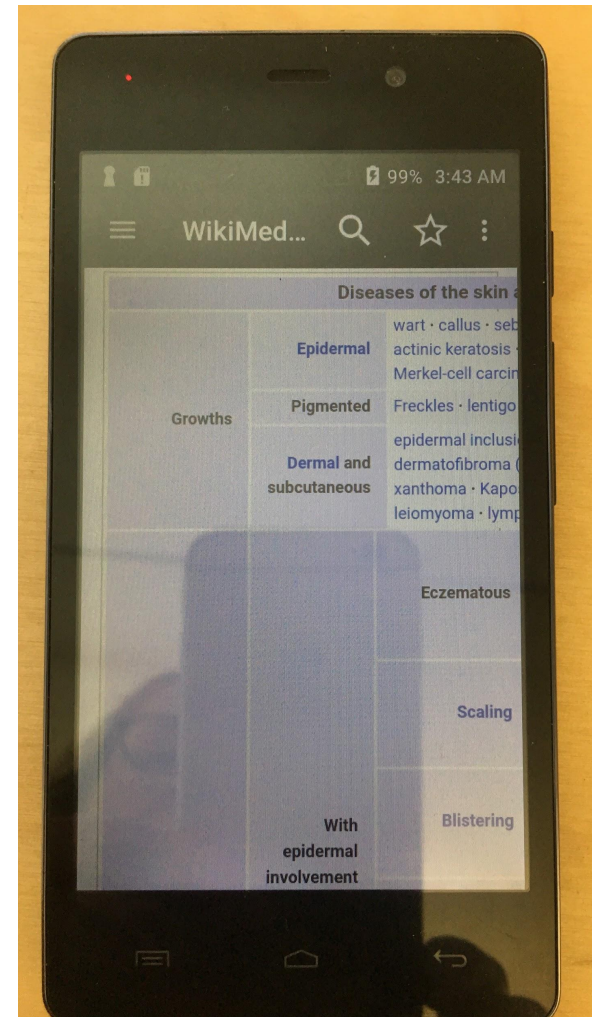 99% 3:43 AM
WikiMed...
Diseases of the skin
Growths
Epidermal
wart · callus · seb
actinic keratosis ·
Merkel-cell carcin
Pigmented
Freckles · lentigo
Dermal and
subcutaneous
epidermal inclusi
dermatofibroma (
xanthoma · Kapo
leiomyoma · lymp
With
epidermal
involvement
Eczematous
Scaling
Blistering